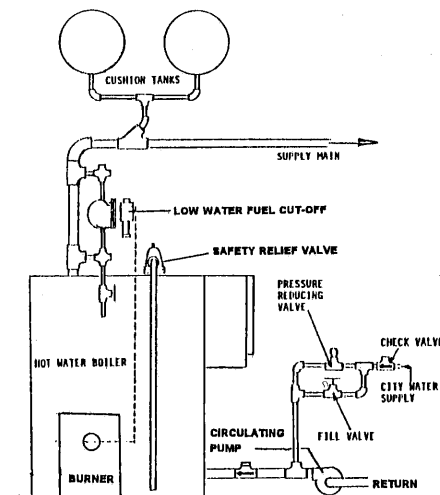 CUSHION TANKS
SUPPLY MAIN
LOW WATER FUEL CUT-OFF
SAFETY RELIEF VALVE
PRESSURE
REDUCING
VALVE
CHECK VALVE
HOT WATER BOILER
CITY WATER
SUPPLY
CIRCULATING
PUMP
FILL VALVE
BURNER
RETURN